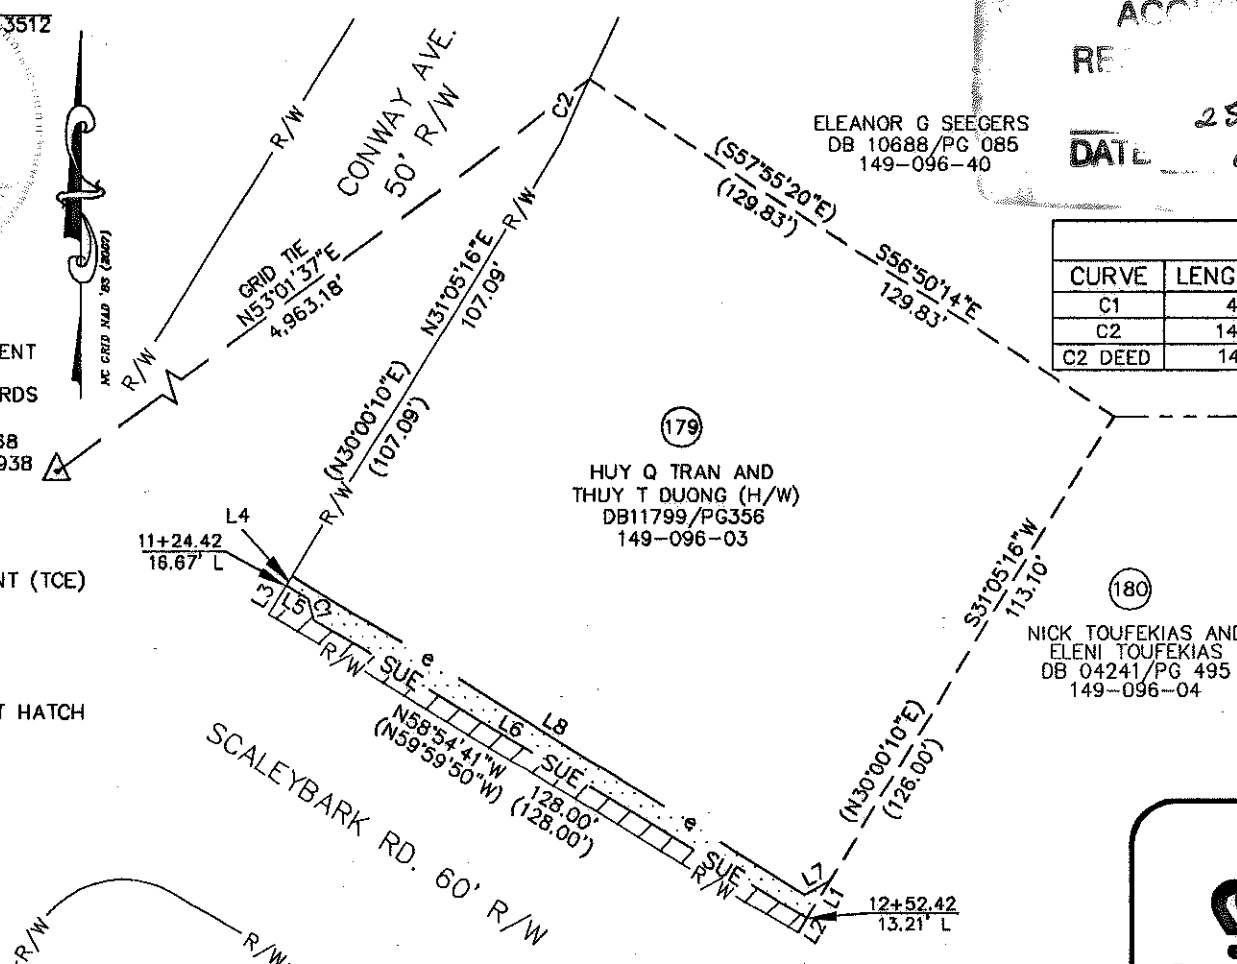 3512
CONWAY AVE.
50' R/W
R/W
C2
ELEANOR G SEEGERS
DB 10688/PG 085
149-096-40
DATE
(S57°55'20"E)
(129.83')
S56°50'14"E
129.83'
CURVE
C1
C2
C2 DEED
4
14
14
NC GRID NAD '83 (2007)
GRID TIE
N53°01'37"E
4,963.18'
R/W
R/W
N31°05'16"E
107.09'
(N30°00'10"E)
(107.09')
R/W
938
179
HUY Q TRAN AND
THUY T DUONG (H/W)
DB11799/PG356
149-096-03
L4
11+24.42
16.67' L
L3
L5
C1
(TCE)
S31°05'16"W
113.10'
180
NICK TOUFEKIAS AND
ELENI TOUFEKIAS
DB 04241/PG 495
149-096-04
HATCH
R/W
SUE
e
L6
L8
N58°54'41"W 128.00'
(N59°59'50"W) (128.00')
SUE
e
SUE
R/W
(N30°00'10"E)
(126.00')
L7
L1
L2
12+52.42
13.21' L
SCALEYBARK RD. 60' R/W
R/W
R/W